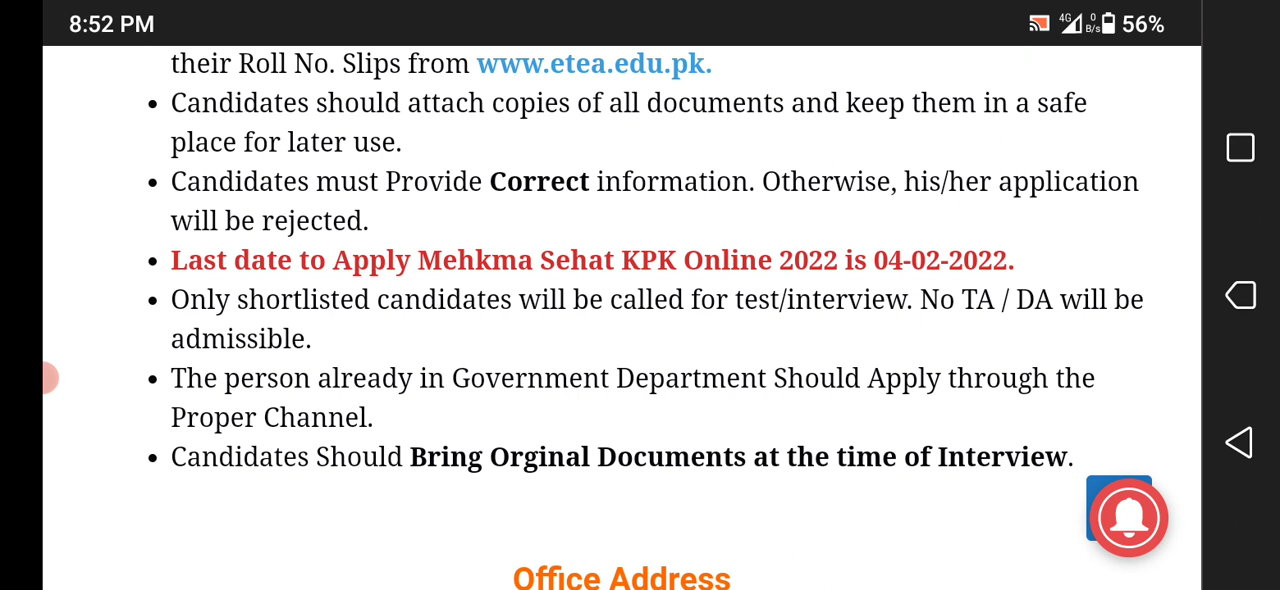 8:52 PM
4G
0
B/s
56%
their Roll No. Slips from www.etea.edu.pk.
• Candidates should attach copies of all documents and keep them in a safe
place for later use.
• Candidates must Provide Correct information. Otherwise, his/her application
will be rejected.
• Last date to Apply Mehkma Sehat KPK Online 2022 is 04-02-2022.
• Only shortlisted candidates will be called for test/interview. No TA / DA will be
admissible.
• The person already in Government Department Should Apply through the
Proper Channel.
• Candidates Should Bring Orginal Documents at the time of Interview.
Office Address